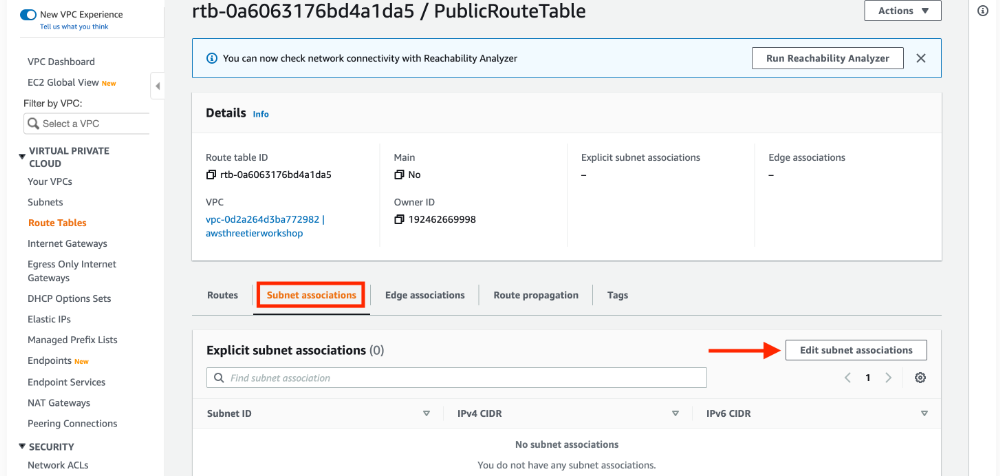 rtb-0a6063176bd4a1da5 / PublicRouteTable
Actions
New VPC Experience
Tell us what you think
VPC Dashboard
EC2 Global View New
Filter by VPC:
Select a VPC
VIRTUAL PRIVATE
CLOUD
Your VPCs
Subnets
Route Tables
Internet Gateways
Egress Only Internet
Gateways
DHCP Options Sets
Elastic IPs
Managed Prefix Lists
Endpoints New
Endpoint Services
NAT Gateways
Peering Connections
SECURITY
Network ACLs
You can now check network connectivity with Reachability Analyzer
Run Reachability Analyzer
Details Info
Route table ID
rtb-0a6063176bd4a1da5
Main
No
Explicit subnet associations
–
Edge associations
–
VPC
vpc-0d2a264d3ba772982 |
awsthreetierworkshop
Owner ID
192462669998
Routes
Subnet associations
Edge associations
Route propagation
Tags
Explicit subnet associations (0)
Edit subnet associations
Find subnet association
1
Subnet ID
IPv4 CIDR
IPv6 CIDR
No subnet associations
You do not have any subnet associations.